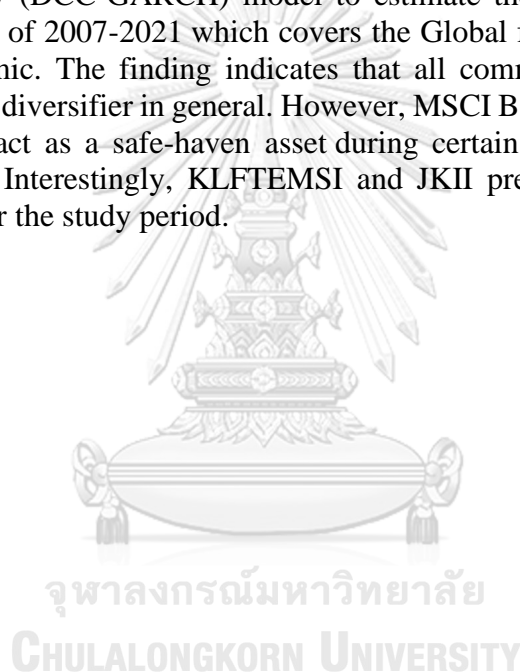 (DCC-GARCH) model to estimate the
of 2007-2021 which covers the Global f
nic. The finding indicates that all comm
diversifier in general. However, MSCI B
act as a safe-haven asset during certain
Interestingly, KLFTEMSI and JKII pre
r the study period.
จุฬาลงกรณ์มหาวิทยาลัย
CHULALONGKORN UNIVERSITY